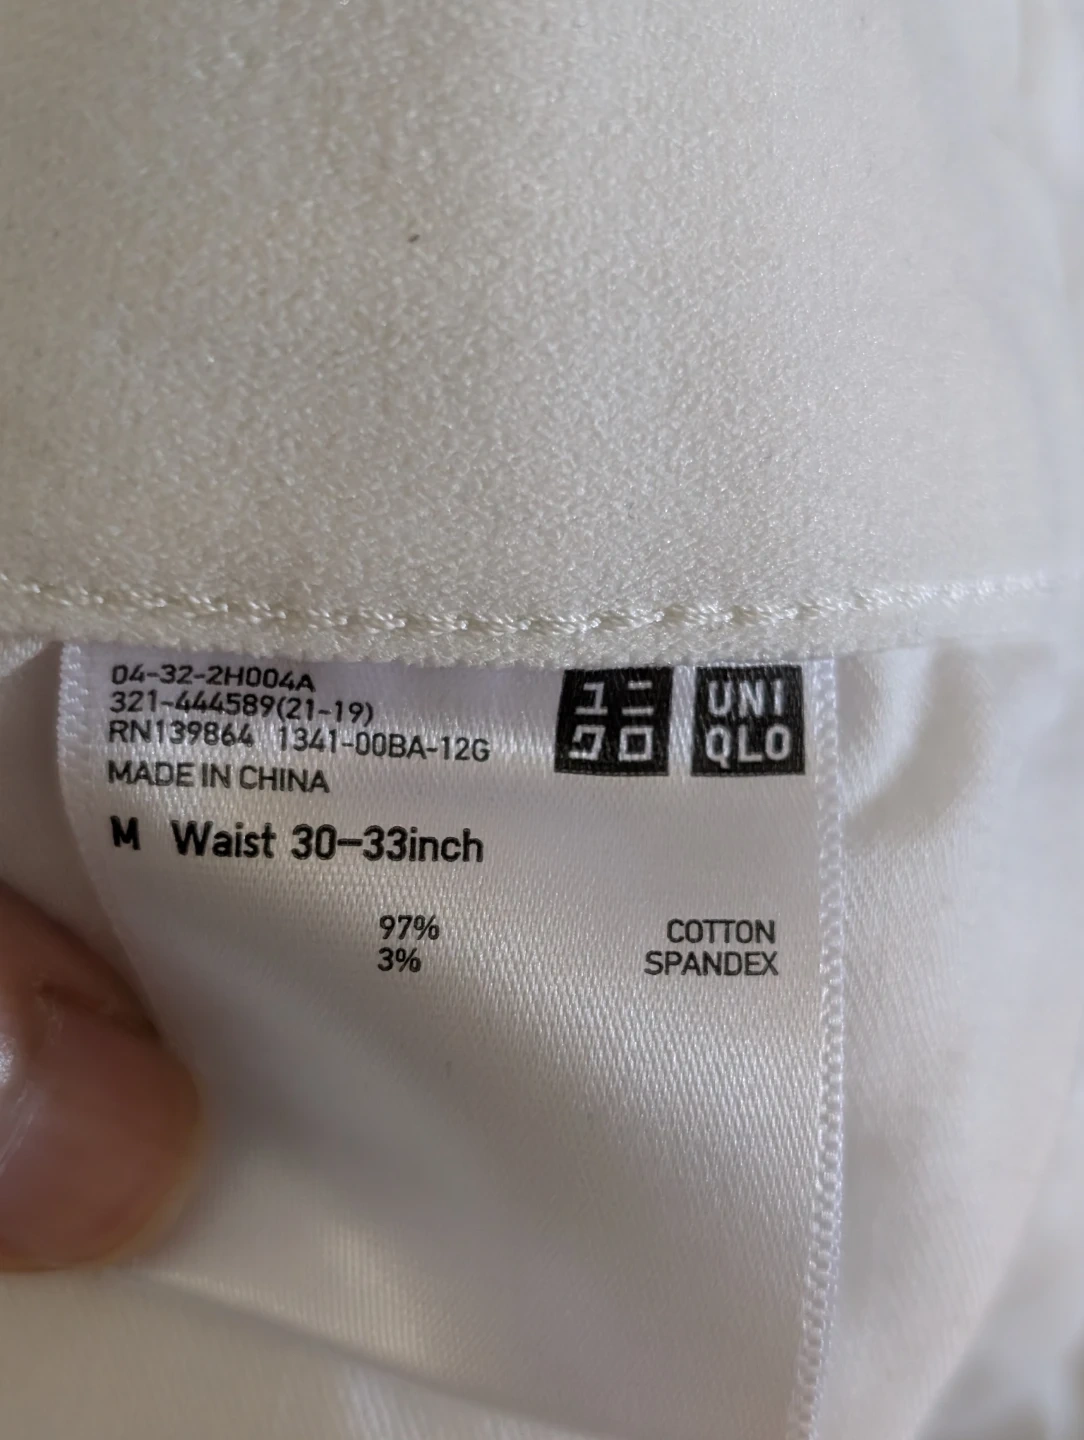 04-32-2H004A
321-444589(21-19)
RN139864 1341-00BA-12G
MADE IN CHINA
ユニ
クロ
UNI
QLO
M Waist 30-33inch
97% COTTON
3% SPANDEX